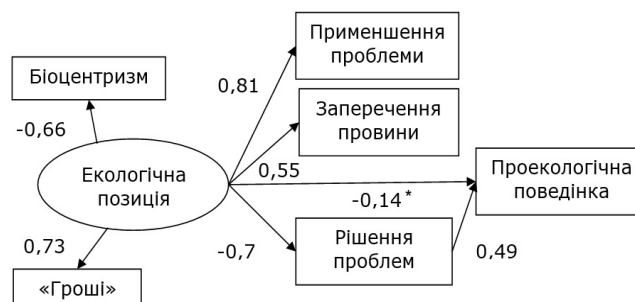 Применшення
проблеми
Біоцентризм
0,81
Заперечення
провини
-0,66
Екологічна
позиція
0,55
Проекологічна
поведінка
-0,14*
0,73
-0,7
Рішення
проблем
0,49
«Гроші»